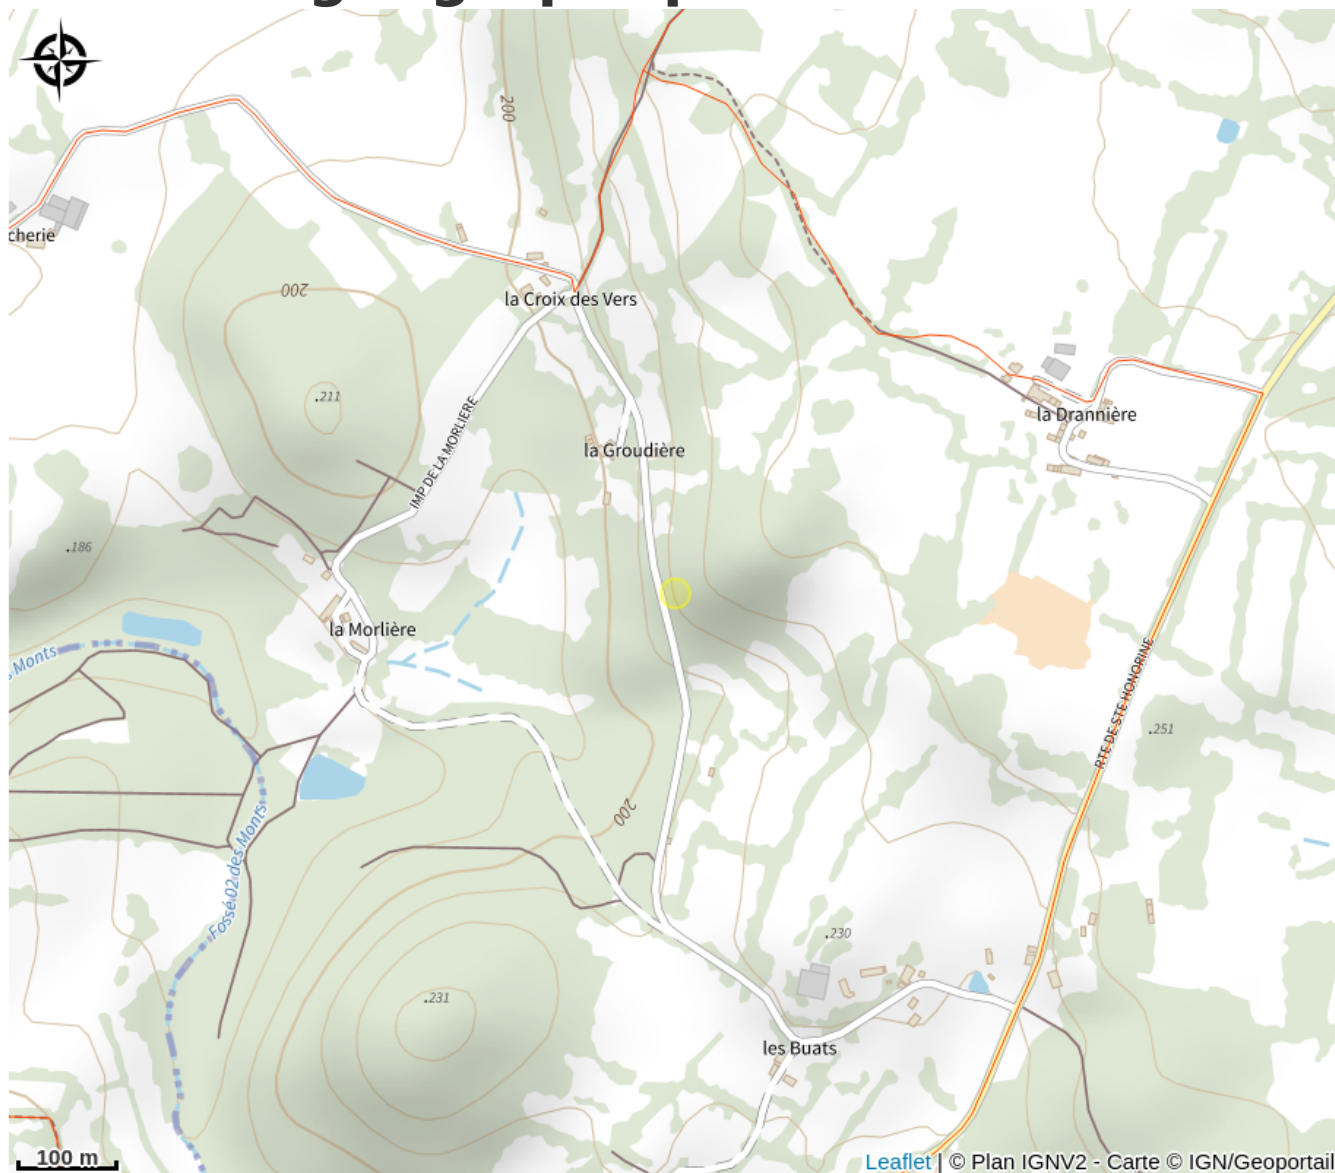 200
cherie
200
la Croix des Vers
.211
IMP DE LA MORLIERE
la Drannière
la Groudière
.186
la Morlière
s Monts
RTE DE STE HONORINE
.251
200
Fossé 02 des Monts
.230
.231
les Buats
100 m
Leaflet | © Plan IGNV2 - Carte © IGN/Geoportail